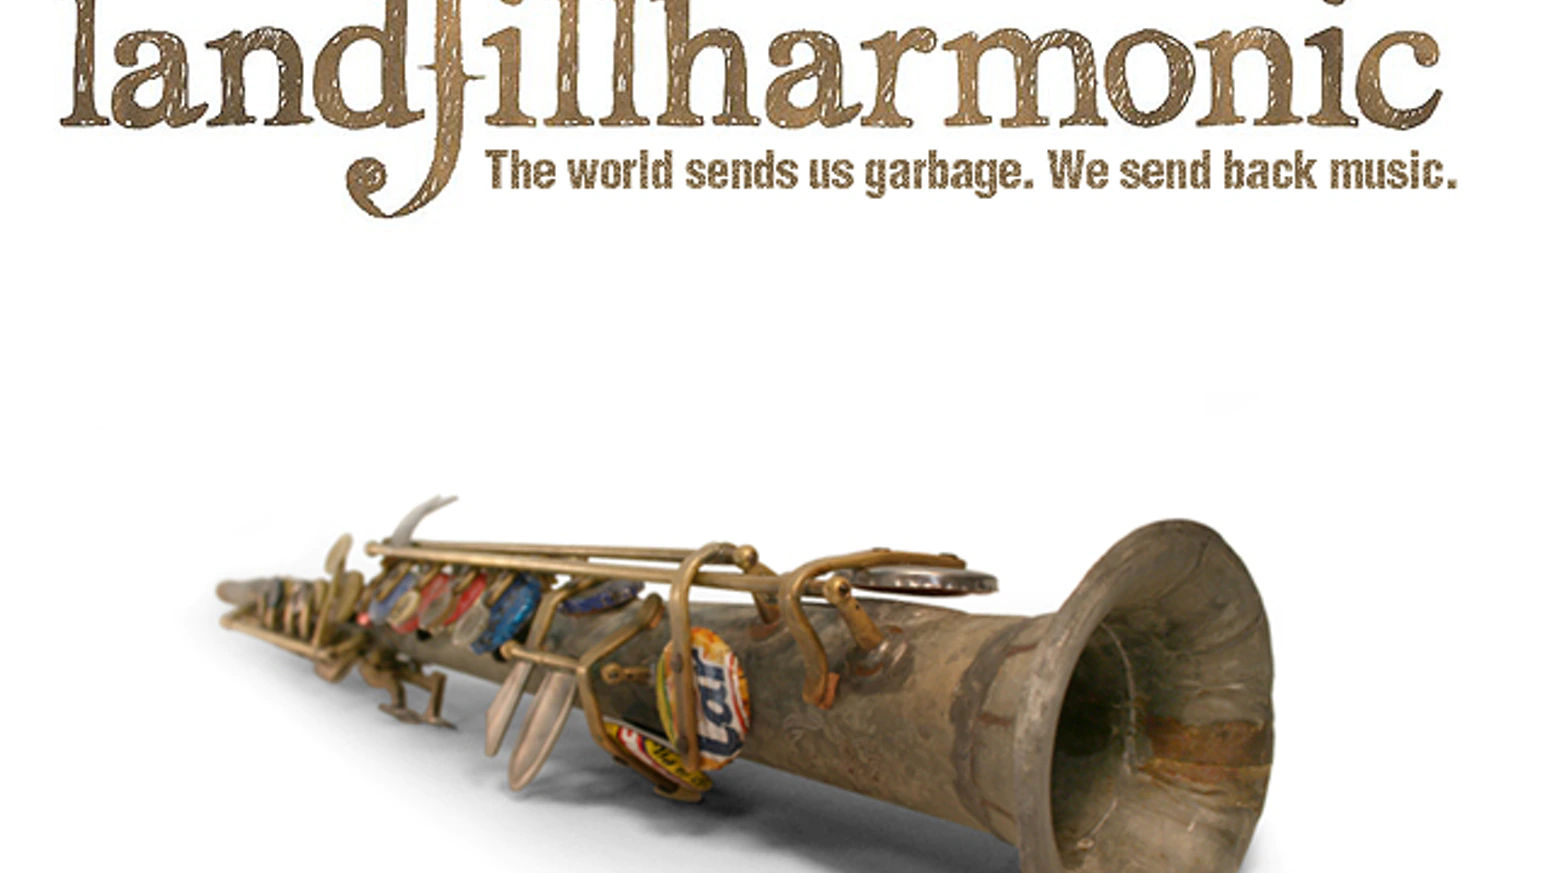 landfillharmonic
The world sends us garbage. We send back music.